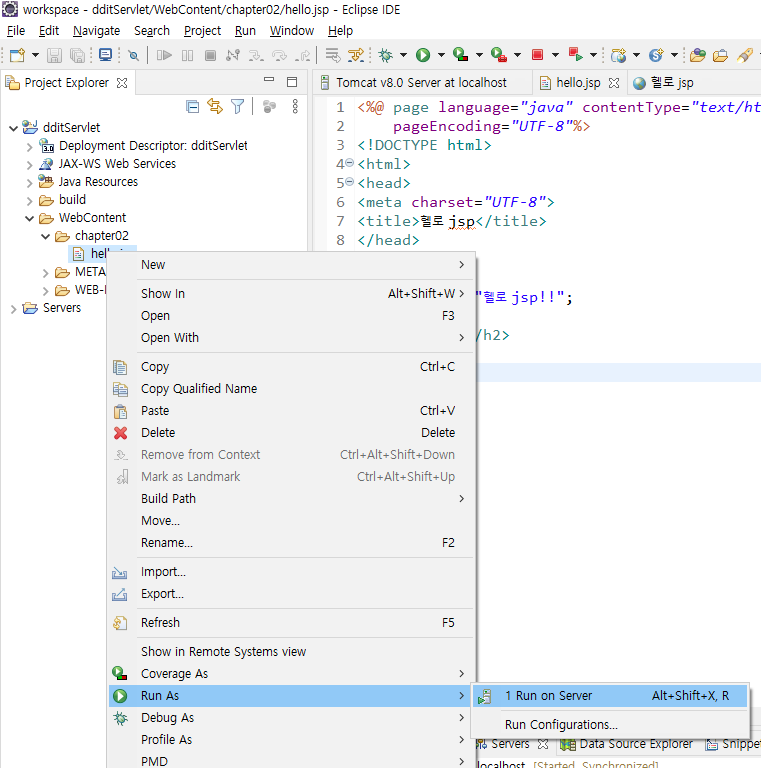 workspace - dditServlet/WebContent/chapter02/hello.jsp - Eclipse IDE
File Edit Navigate Search Project Run Window Help
Project Explorer
dditServlet
Deployment Descriptor: dditServlet
JAX-WS Web Services
Java Resources
build
WebContent
chapter02
META
WEB-
Servers
Tomcat v8.0 Server at localhost hello.jsp 헬로 jsp
1 <%@ page language="java" contentType="text/ht
2 pageEncoding="UTF-8"%>
3 <!DOCTYPE html>
4 <html>
5 <head>
6 <meta charset="UTF-8">
7 <title>헬로 jsp</title>
8 </head>
"헬로 jsp!!";
/h2>
New
Show In Alt+Shift+W
Open F3
Open With
Copy Ctrl+C
Copy Qualified Name
Paste Ctrl+V
Delete Delete
Remove from Context Ctrl+Alt+Shift+Down
Mark as Landmark Ctrl+Alt+Shift+Up
Build Path
Move...
Rename... F2
Import...
Export...
Refresh F5
Show in Remote Systems view
Coverage As
Run As
Debug As
Profile As
PMD
1 Run on Server Alt+Shift+X, R
Run Configurations...
Servers Data Source Explorer Snippet
localhost [Started, Synchronized]